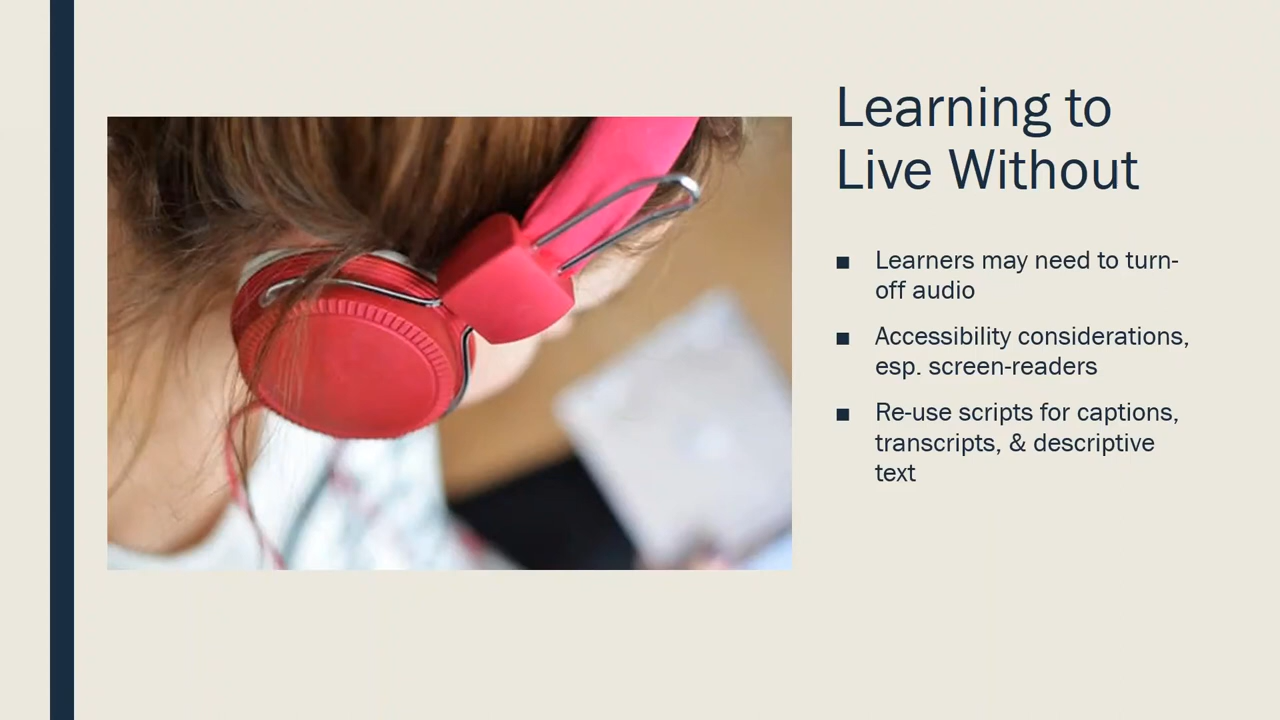 Learning to
Live Without
Learners may need to turn-
off audio
Accessibility considerations,
esp. screen-readers
Re-use scripts for captions,
transcripts, & descriptive
text